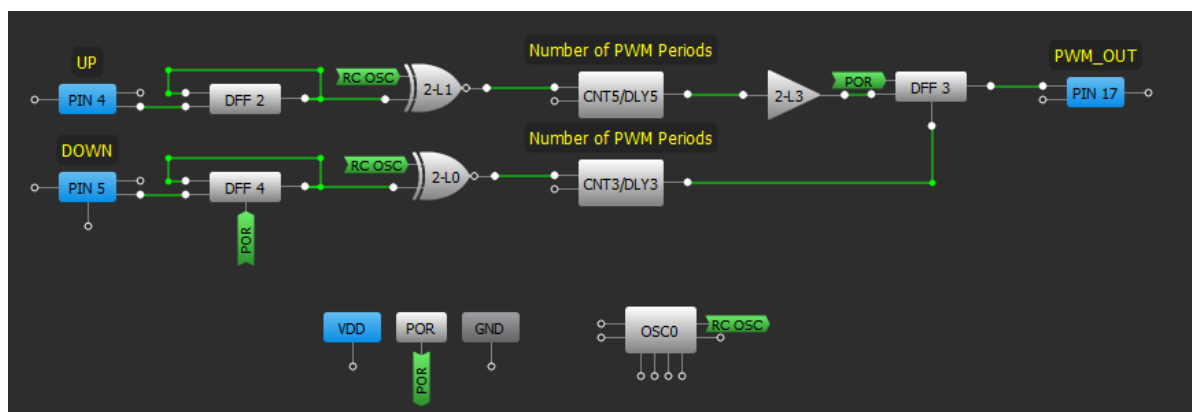 UP
PIN 4
DFF 2
RC OSC
2-L1
Number of PWM Periods
CNT5/DLY5
2-L3
POR
DFF 3
PWM_OUT
PIN 17
DOWN
PIN 5
DFF 4
POR
RC OSC
2-L0
Number of PWM Periods
CNT3/DLY3
VDD
POR
GND
POR
OSC0
RC OSC